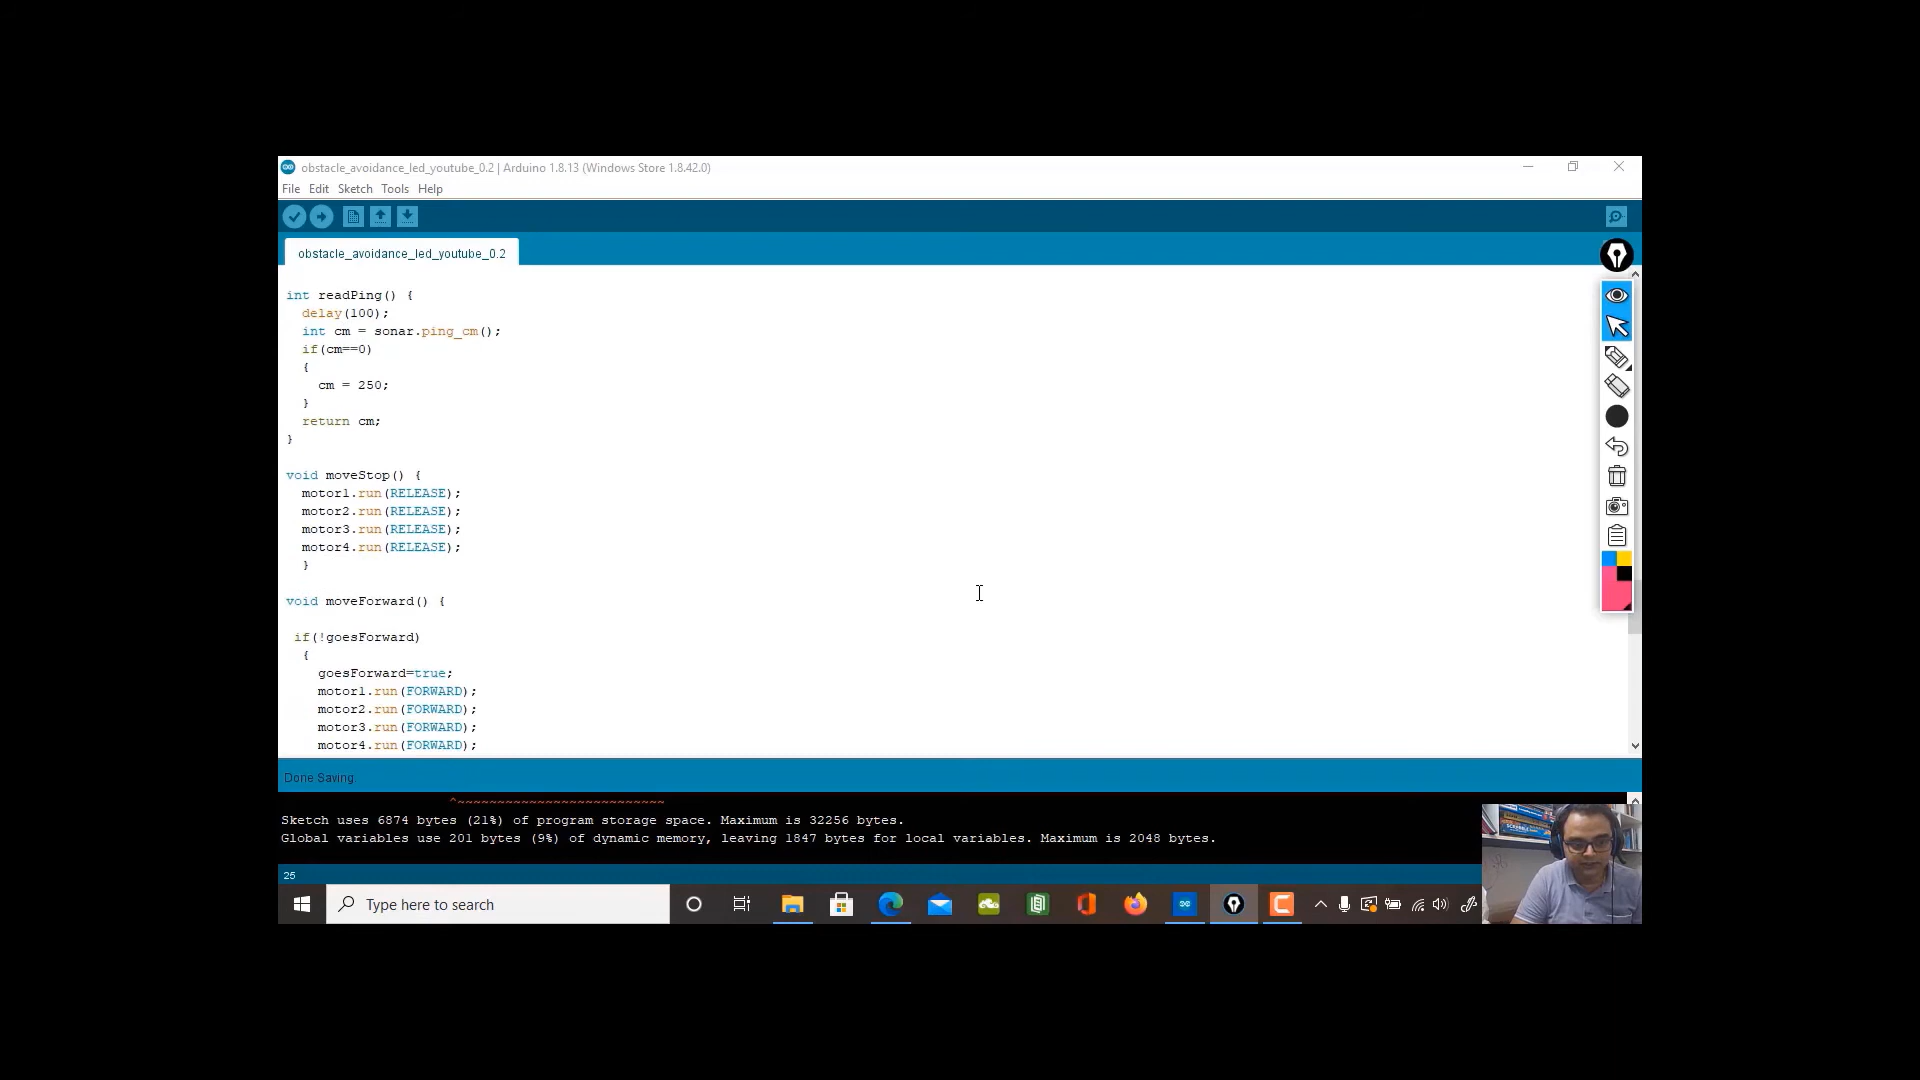 obstacle_avoidance_led_youtube_0.2 | Arduino 1.8.13 (Windows Store 1.8.42.0)
File Edit Sketch Tools Help
obstacle_avoidance_led_youtube_0.2
int readPing() {
delay(100);
int cm = sonar.ping_cm();
if(cm==0)
{
cm = 250;
}
return cm;
}
void moveStop() {
motor1.run(RELEASE);
motor2.run(RELEASE);
motor3.run(RELEASE);
motor4.run(RELEASE);
}
void moveForward() {
if(!goesForward)
{
goesForward=true;
motor1.run(FORWARD);
motor2.run(FORWARD);
motor3.run(FORWARD);
motor4.run(FORWARD);
Done Saving.
^~~~~~~~~~~~~~~~~~~~~~~~~~~
Sketch uses 6874 bytes (21%) of program storage space. Maximum is 32256 bytes.
Global variables use 201 bytes (9%) of dynamic memory, leaving 1847 bytes for local variables. Maximum is 2048 bytes.
25
Type here to search